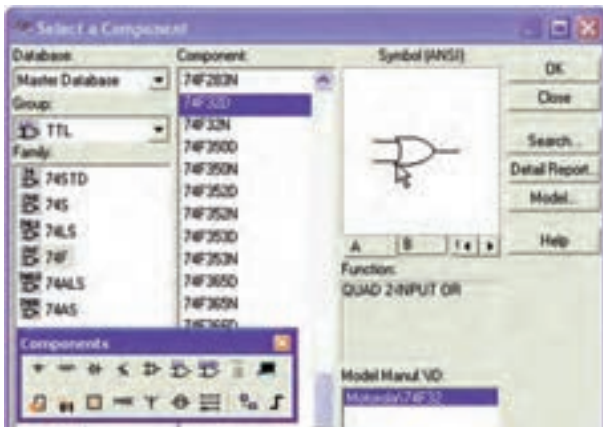 Select a Component
Database:
Master Database
Group:
TTL
Family:
74STD
74S
74LS
74F
74ALS
74AS
Component:
74F283N
74F32D
74F32N
74F350D
74F350N
74F352D
74F352N
74F353D
74F353N
74F365D
74F365N
74F366D
Symbol (ANSI)
A
B
Function:
QUAD 2-INPUT OR
Model Manuf.\ID:
Motorola\74F32
OK
Close
Search...
Detail Report...
Model...
Help
Components